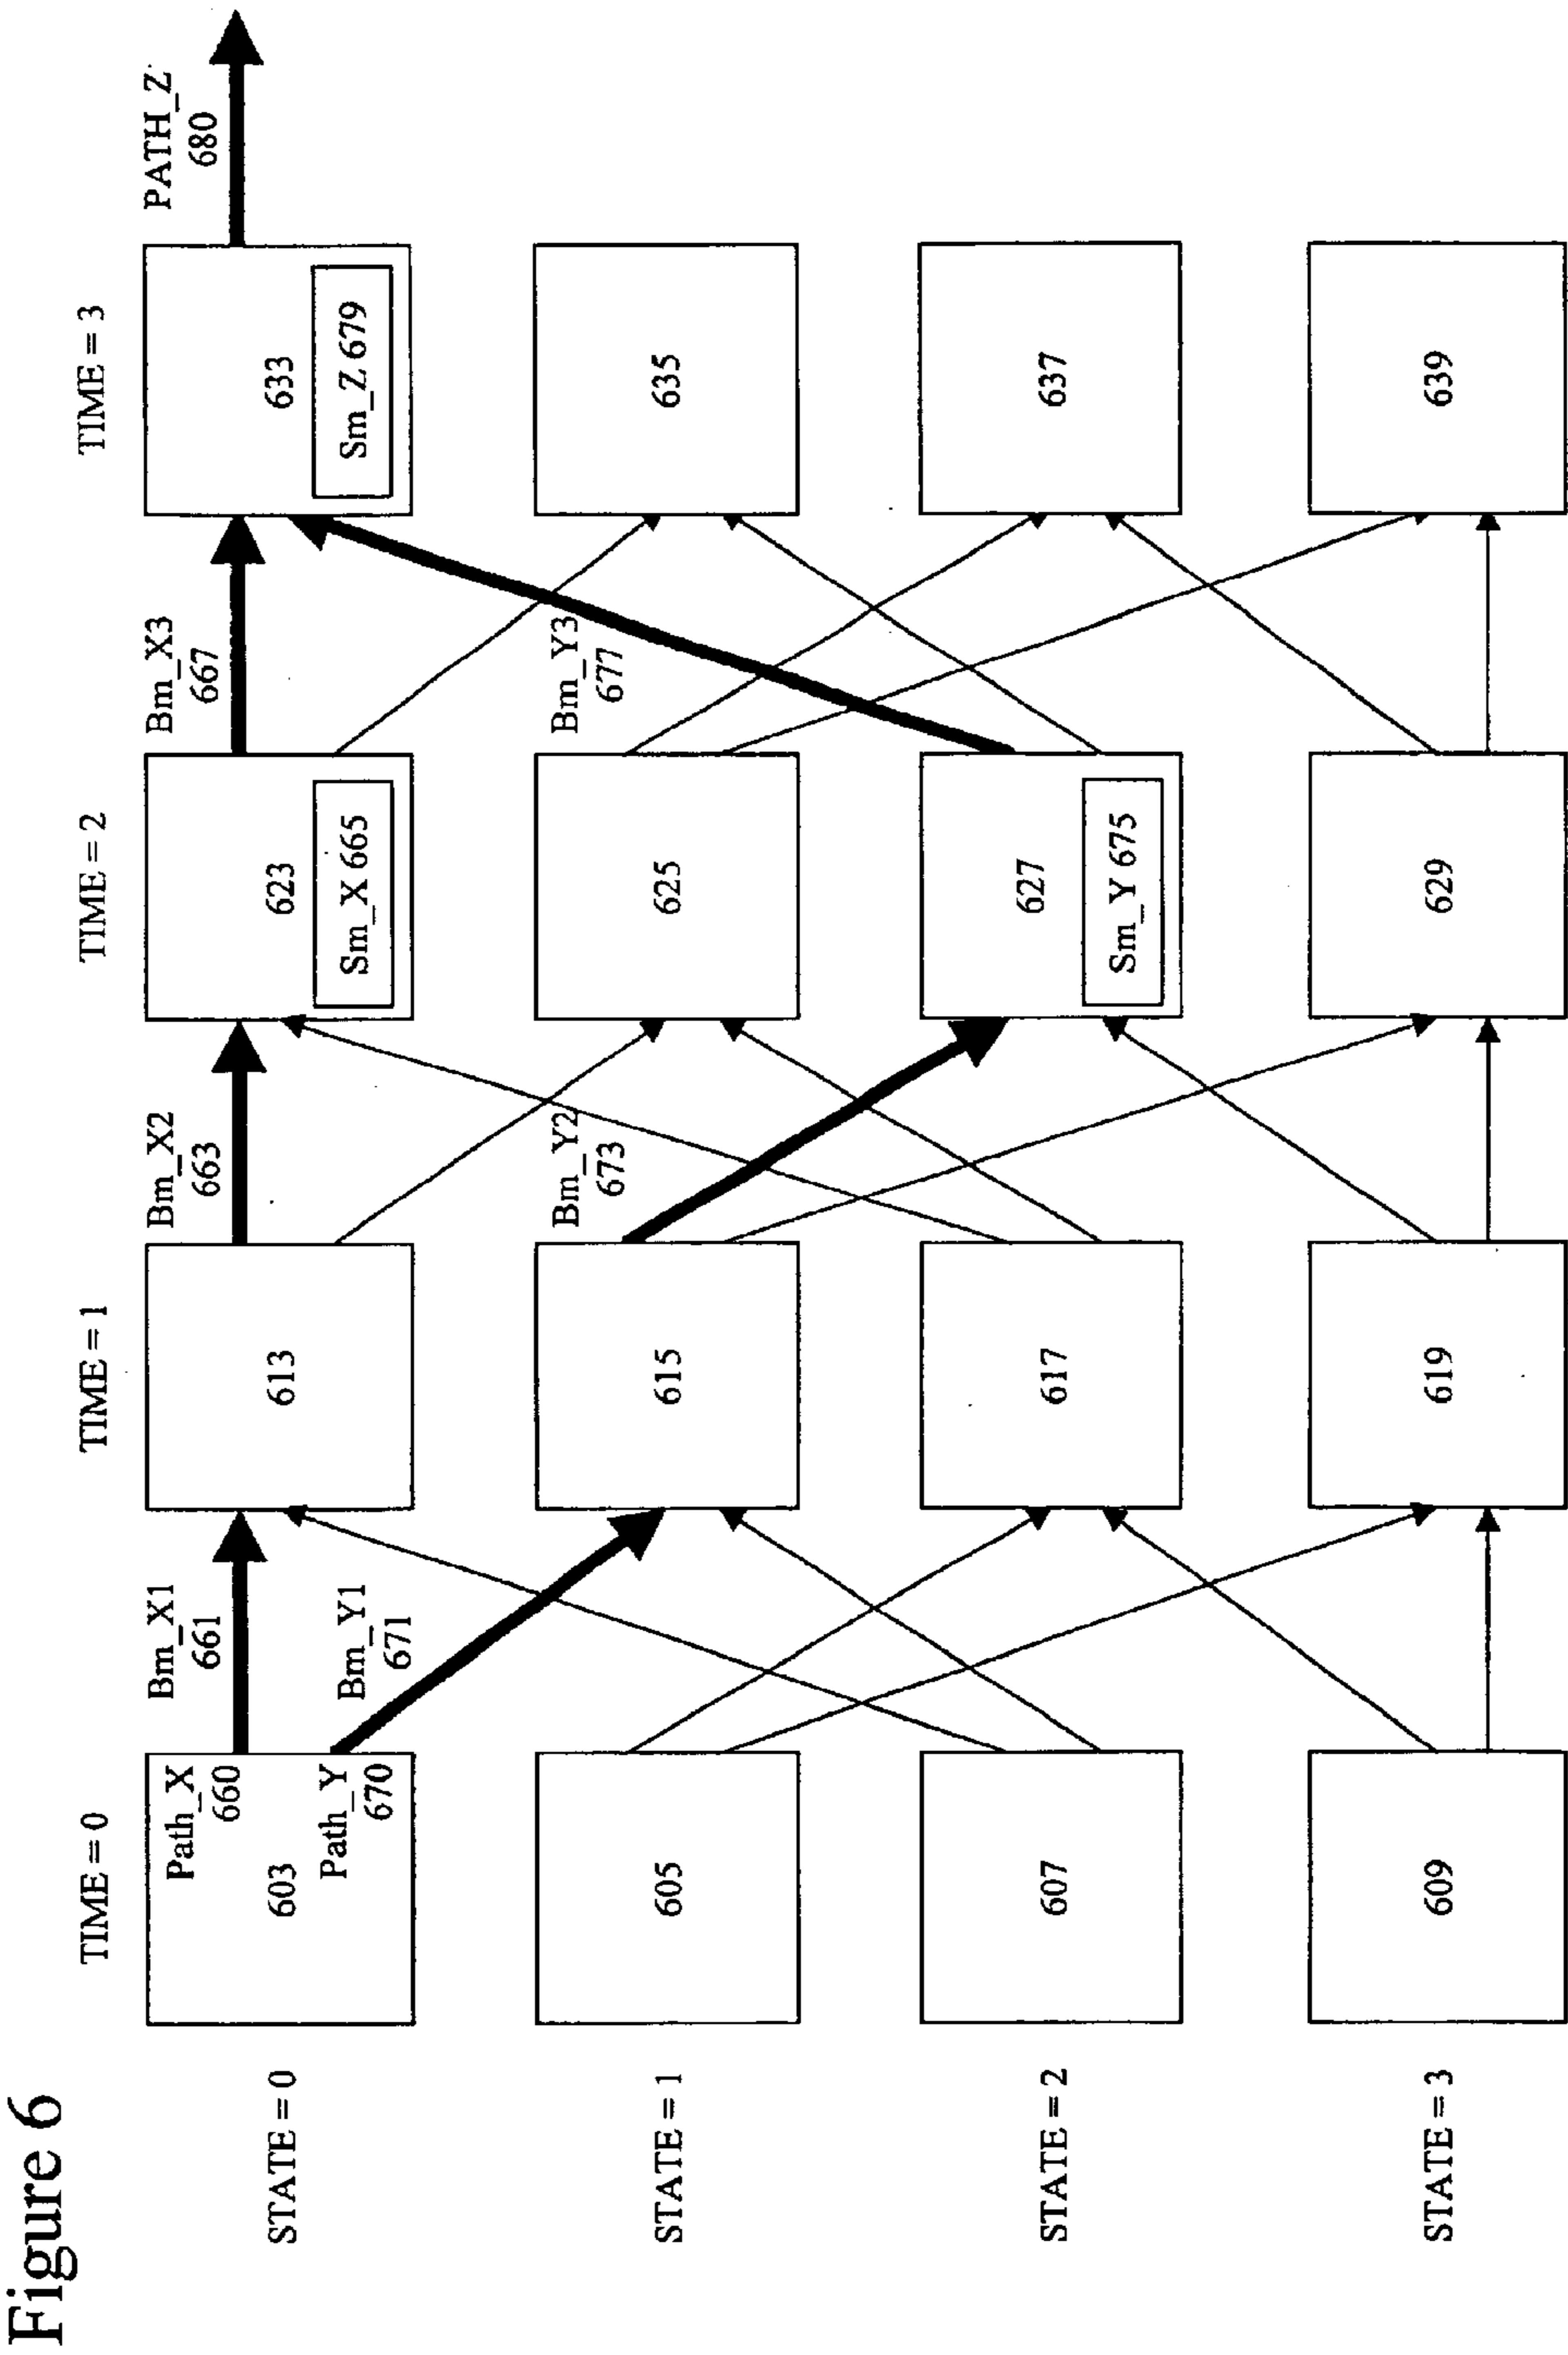 Figure 6
TIME = 0
TIME = 1
TIME = 2
TIME = 3
STATE = 0
Path_X
660
603
Path_Y
670
Bm_X1
661
Bm_Y1
671
613
Bm_X2
663
623
Sm_X 665
Bm_X3
667
633
Sm_Z 679
PATH_Z
680
STATE = 1
605
615
Bm_Y2
673
625
Bm_Y3
677
635
STATE = 2
607
617
627
Sm_Y 675
637
STATE = 3
609
619
629
639